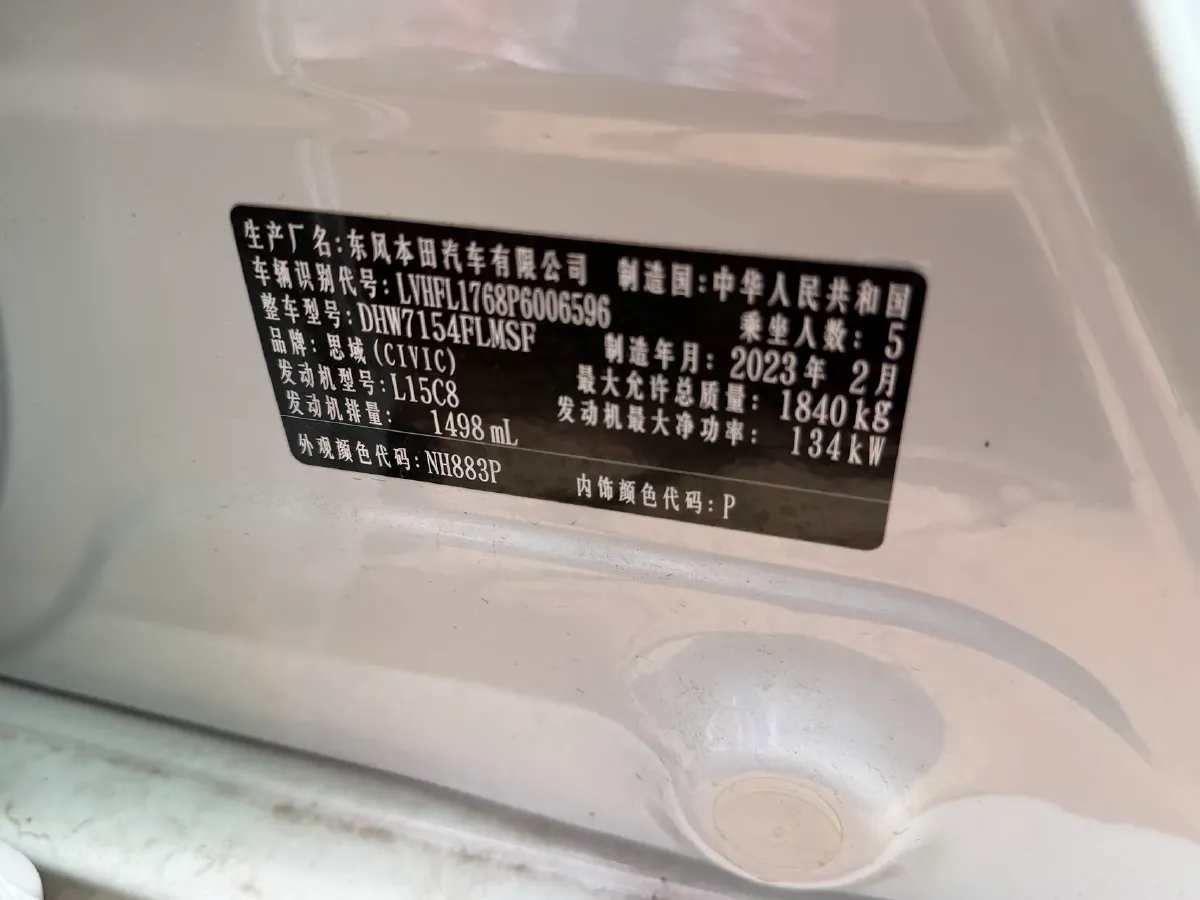 生产厂名：东风本田汽车有限公司 制造国：中华人民共和国
车辆识别代号：LVHFL1768P6006596 乘坐人数： 5
整车型号：DHW7154FLMSF 制造年月： 2023年 2月
品牌：思域(CIVIC) 最大允许总质量： 1840kg
发动机型号：L15C8 发动机最大净功率： 134kW
发动机排量： 1498mL
外观颜色代码：NH883P 内饰颜色代码：P